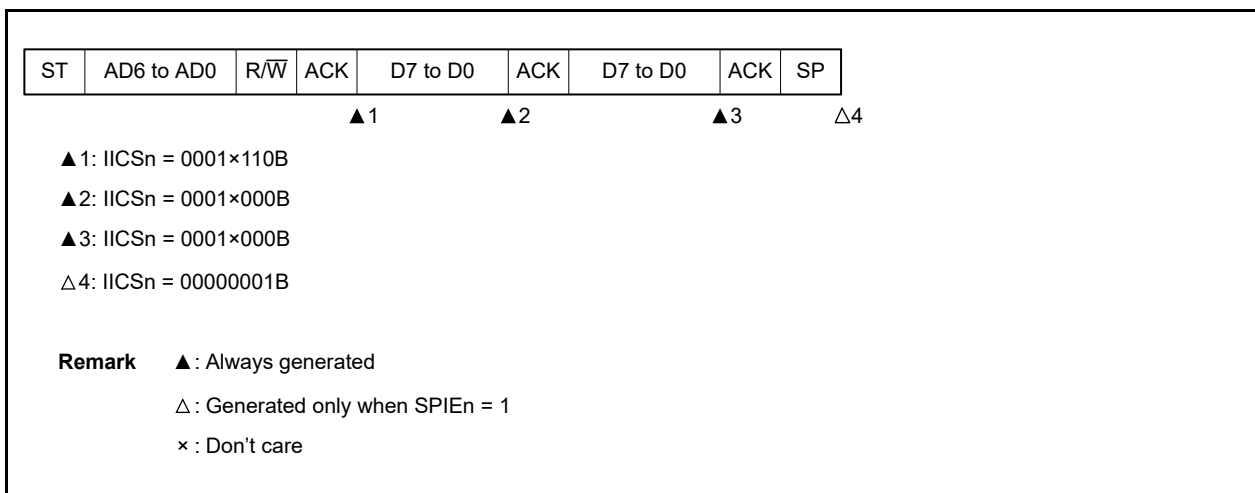 ST AD6 to AD0 R/W̅ ACK D7 to D0 ACK D7 to D0 ACK SP
▲1 ▲2 ▲3 △4
▲1: IICSn = 0001×110B
▲2: IICSn = 0001×000B
▲3: IICSn = 0001×000B
△4: IICSn = 00000001B
Remark ▲: Always generated
△: Generated only when SPIEn = 1
×: Don't care